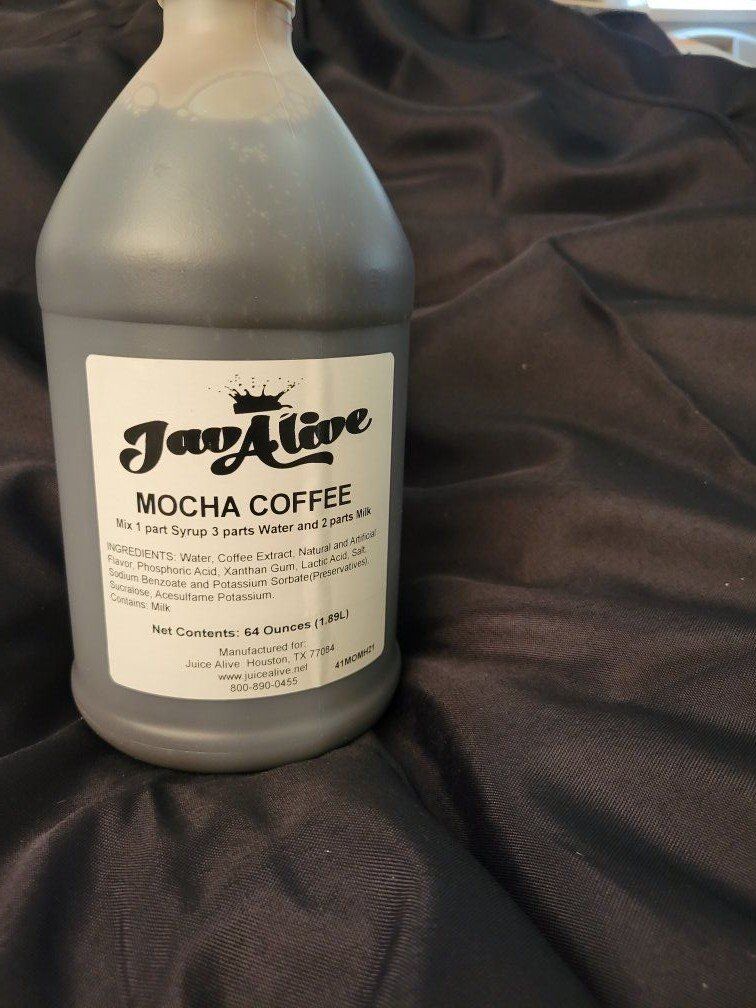 JavAlive
MOCHA COFFEE
Mix 1 part Syrup 3 parts Water and 2 parts Milk
INGREDIENTS: Water, Coffee Extract, Natural and Artificial
Flavor, Phosphoric Acid, Xanthan Gum, Lactic Acid, Salt,
Sodium Benzoate and Potassium Sorbate(Preservatives),
Sucralose, Acesulfame Potassium.
Contains: Milk
Net Contents: 64 Ounces (1.89L)
Manufactured for:
Juice Alive Houston, TX 77084
www.juicealive.net
41MOMH21
800-890-0455